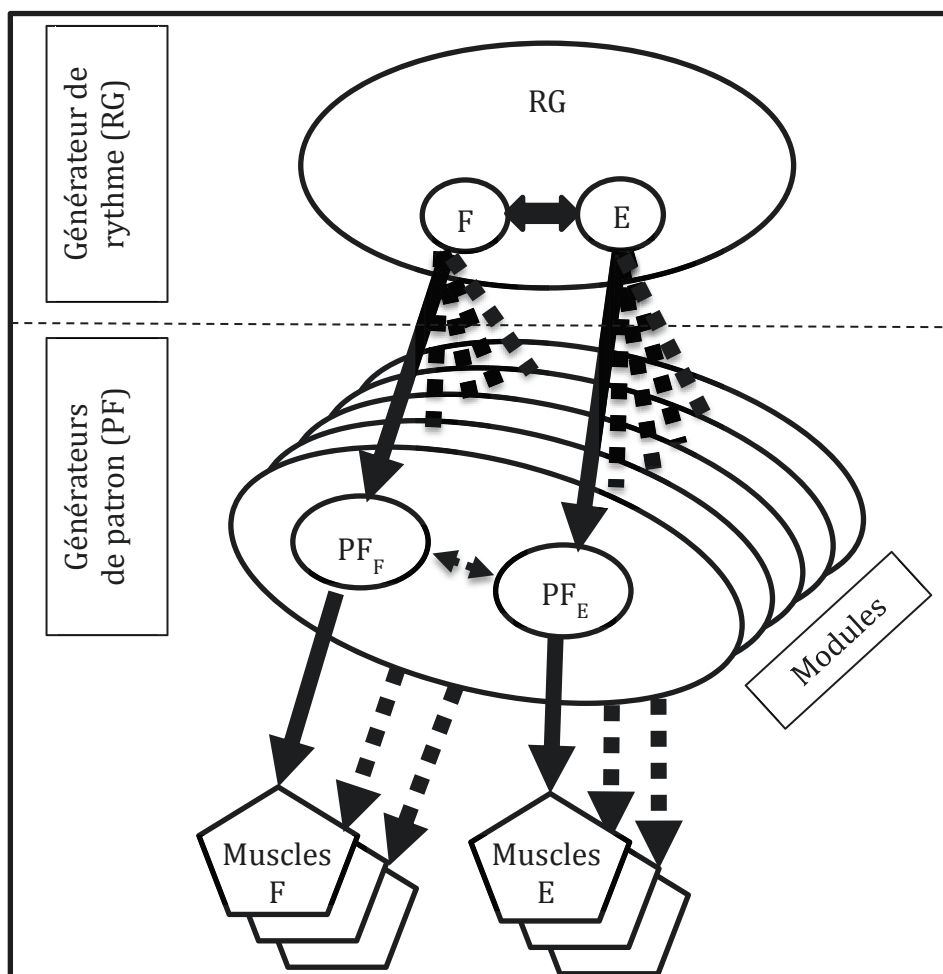 Générateur de
rythme (RG)
RG
F
E
Générateurs
de patron (PF)
PF_F
PF_E
Modules
Muscles
F
Muscles
E